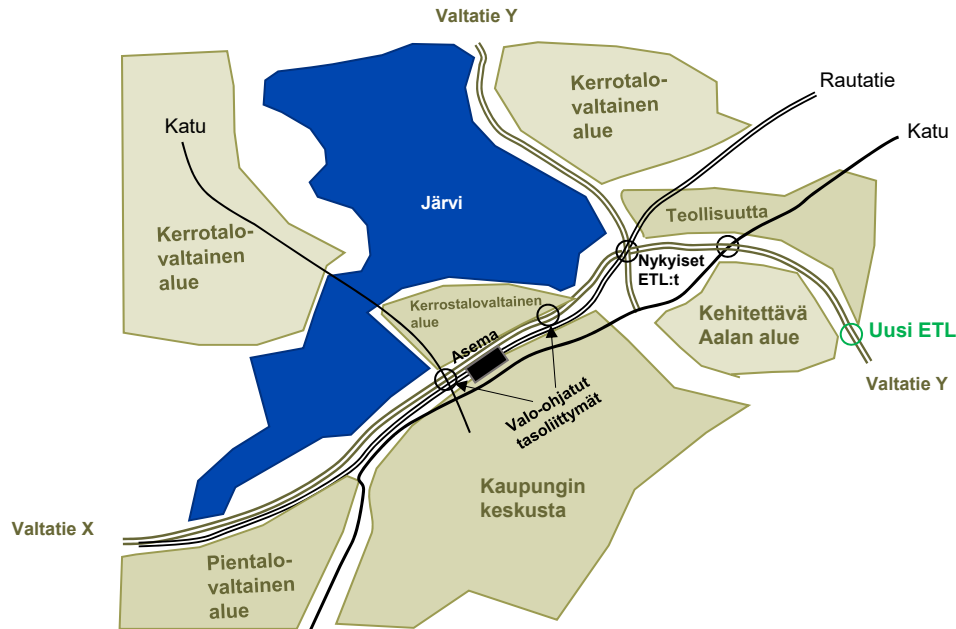 Valtatie Y
Kerrotalo-
valtainen
alue
Rautatie
Katu
Katu
Järvi
Teollisuutta
Kerrotalo-
valtainen
alue
Nykyiset
ETL:t
Kerrostalovaltainen
alue
Kehitettävä
Aalan alue
Uusi ETL
Asema
Valtatie Y
Valo-ohjatut
tasoliittymät
Kaupungin
keskusta
Valtatie X
Pientalo-
valtainen
alue